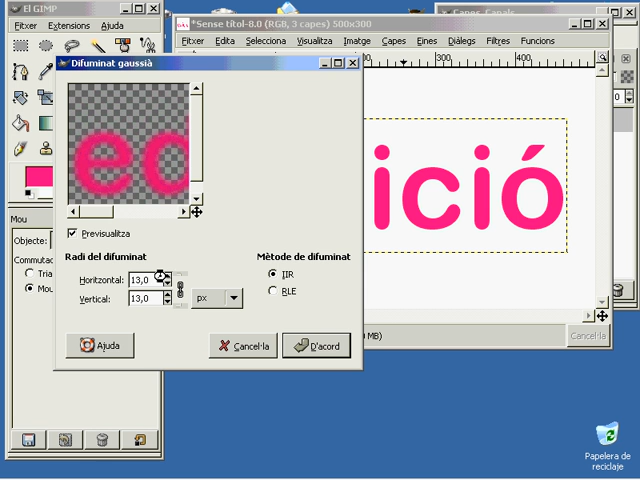 El GIMP
Fitxer Extensions Ajuda
Capes, Canals
*Sense títol-8.0 (RGB, 3 capes) 500x300
Fitxer Edita Selecciona Visualitza Imatge Capes Eines Diàlegs Filtres Funcions
300 400
Difuminat gaussià
ed
ició
Previsualitza
Radi del difuminat
Horitzontal: 13,0
Vertical: 13,0
px
Mètode de difuminat
IIR
RLE
Ajuda
Cancel·la
D'acord
Mou
Objecte:
Tria
Mou
MB)
Cancel·la
Papelera de
reciclaje